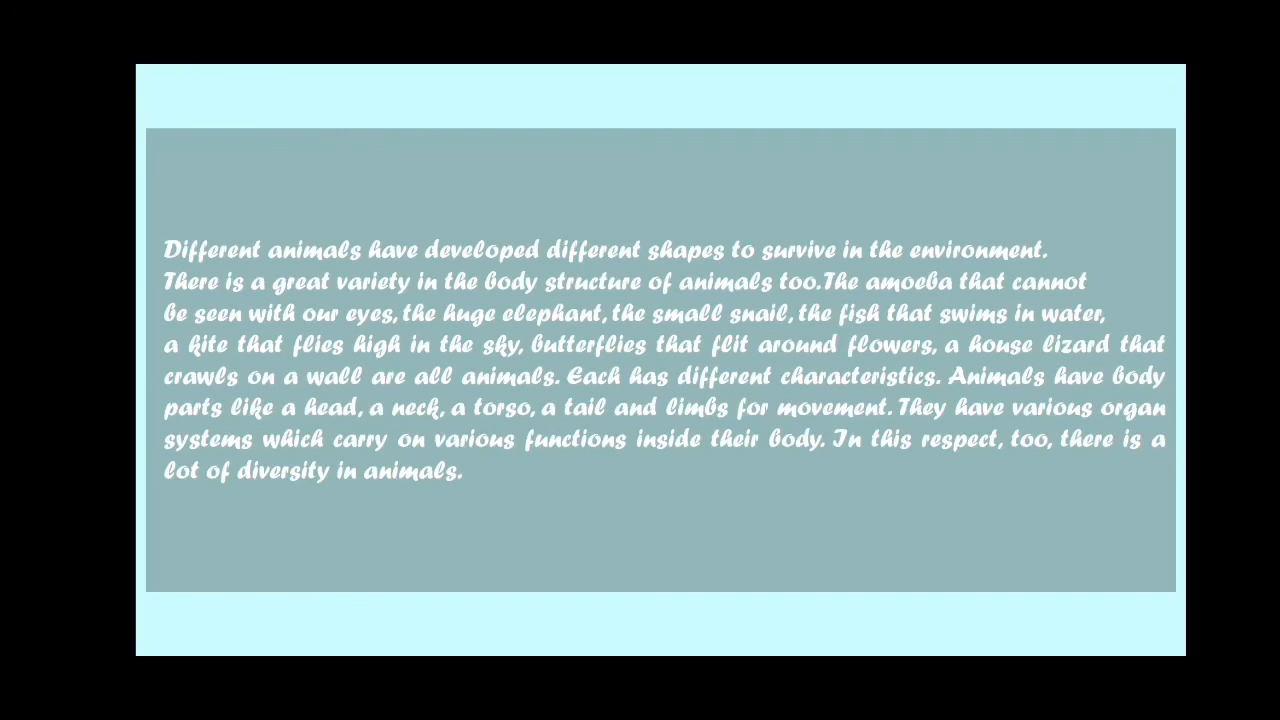 Different animals have developed different shapes to survive in the environment.
There is a great variety in the body structure of animals too.The amoeba that cannot
be seen with our eyes, the huge elephant, the small snail, the fish that swims in water,
a kite that flies high in the sky, butterflies that flit around flowers, a house lizard that
crawls on a wall are all animals. Each has different characteristics. Animals have body
parts like a head, a neck, a torso, a tail and limbs for movement. They have various organ
systems which carry on various functions inside their body. In this respect, too, there is a
lot of diversity in animals.